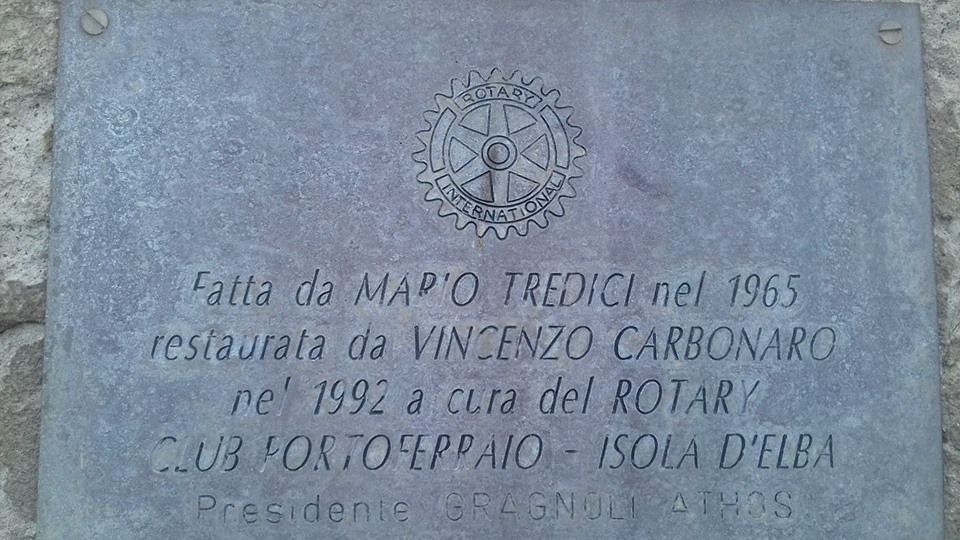 ROTARY
INTERNATIONAL
Fatta da MARIO TREDICI nel 1965
restaurata da VINCENZO CARBONARO
nel 1992 a cura del ROTARY
CLUB PORTOFERRAIO - ISOLA D'ELBA
Presidente GRAGNOLI ATHOS